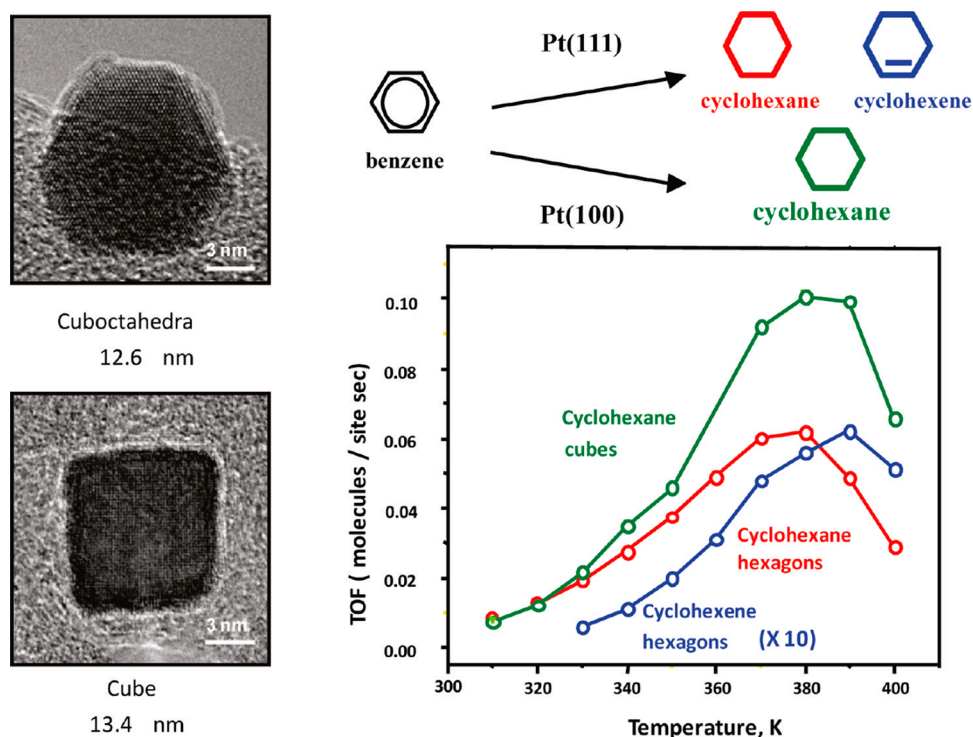 3 nm
Cuboctahedra
12.6 nm
3 nm
Cube
13.4 nm
Pt(111)
benzene
cyclohexane
cyclohexene
Pt(100)
cyclohexane
TOF ( molecules / site sec)
0.10
0.08
0.06
0.04
0.02
0.00
Cyclohexane
cubes
Cyclohexane
hexagons
Cyclohexene
hexagons (X 10)
300 320 340 360 380 400
Temperature, K